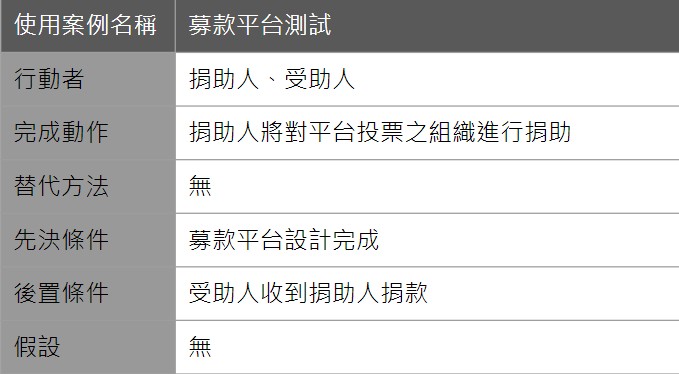 使用案例名稱 募款平台測試
行動者 捐助人、受助人
完成動作 捐助人將對平台投票之組織進行捐助
替代方法 無
先決條件 募款平台設計完成
後置條件 受助人收到捐助人捐款
假設 無